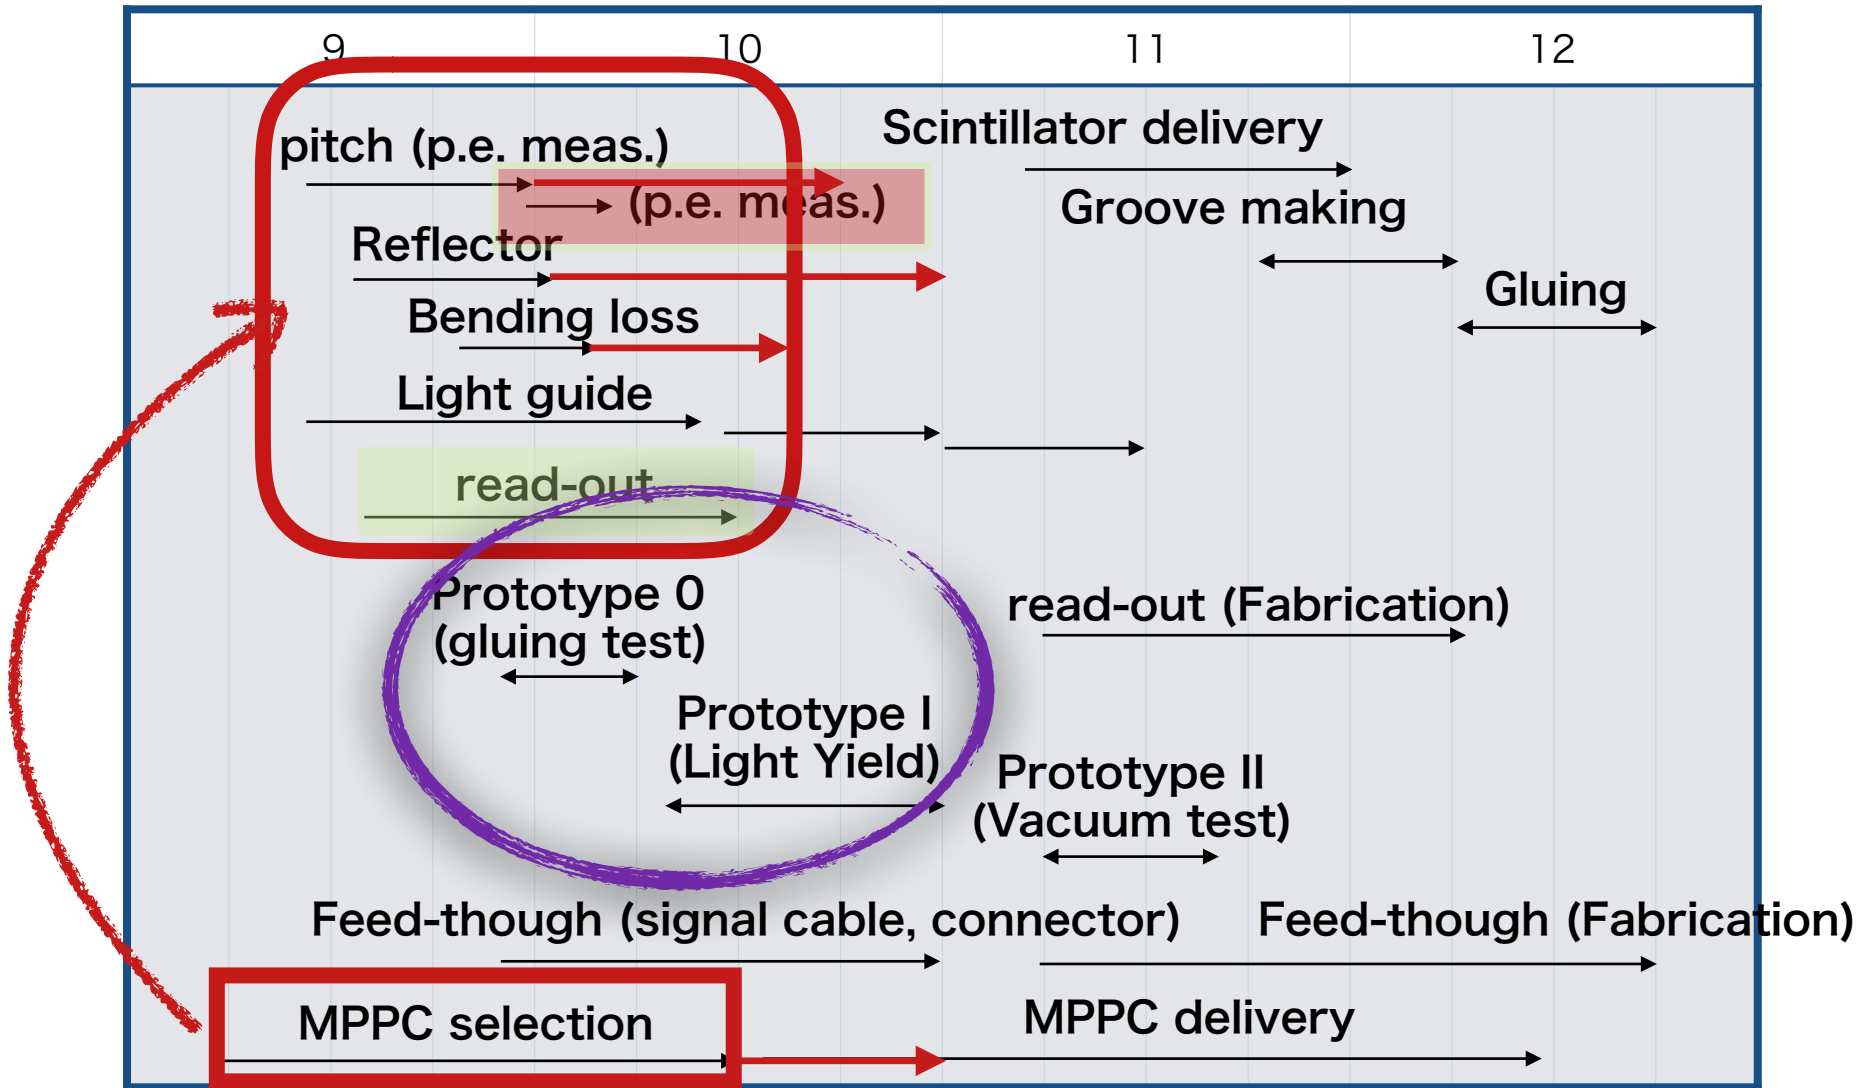 9 10 11 12
Scintillator delivery
pitch (p.e. meas.)
(p.e. meas.)
Groove making
Reflector
Gluing
Bending loss
Light guide
read-out
Prototype 0
(gluing test)
read-out (Fabrication)
Prototype I
(Light Yield)
Prototype II
(Vacuum test)
Feed-though (signal cable, connector)
Feed-though (Fabrication)
MPPC selection
MPPC delivery